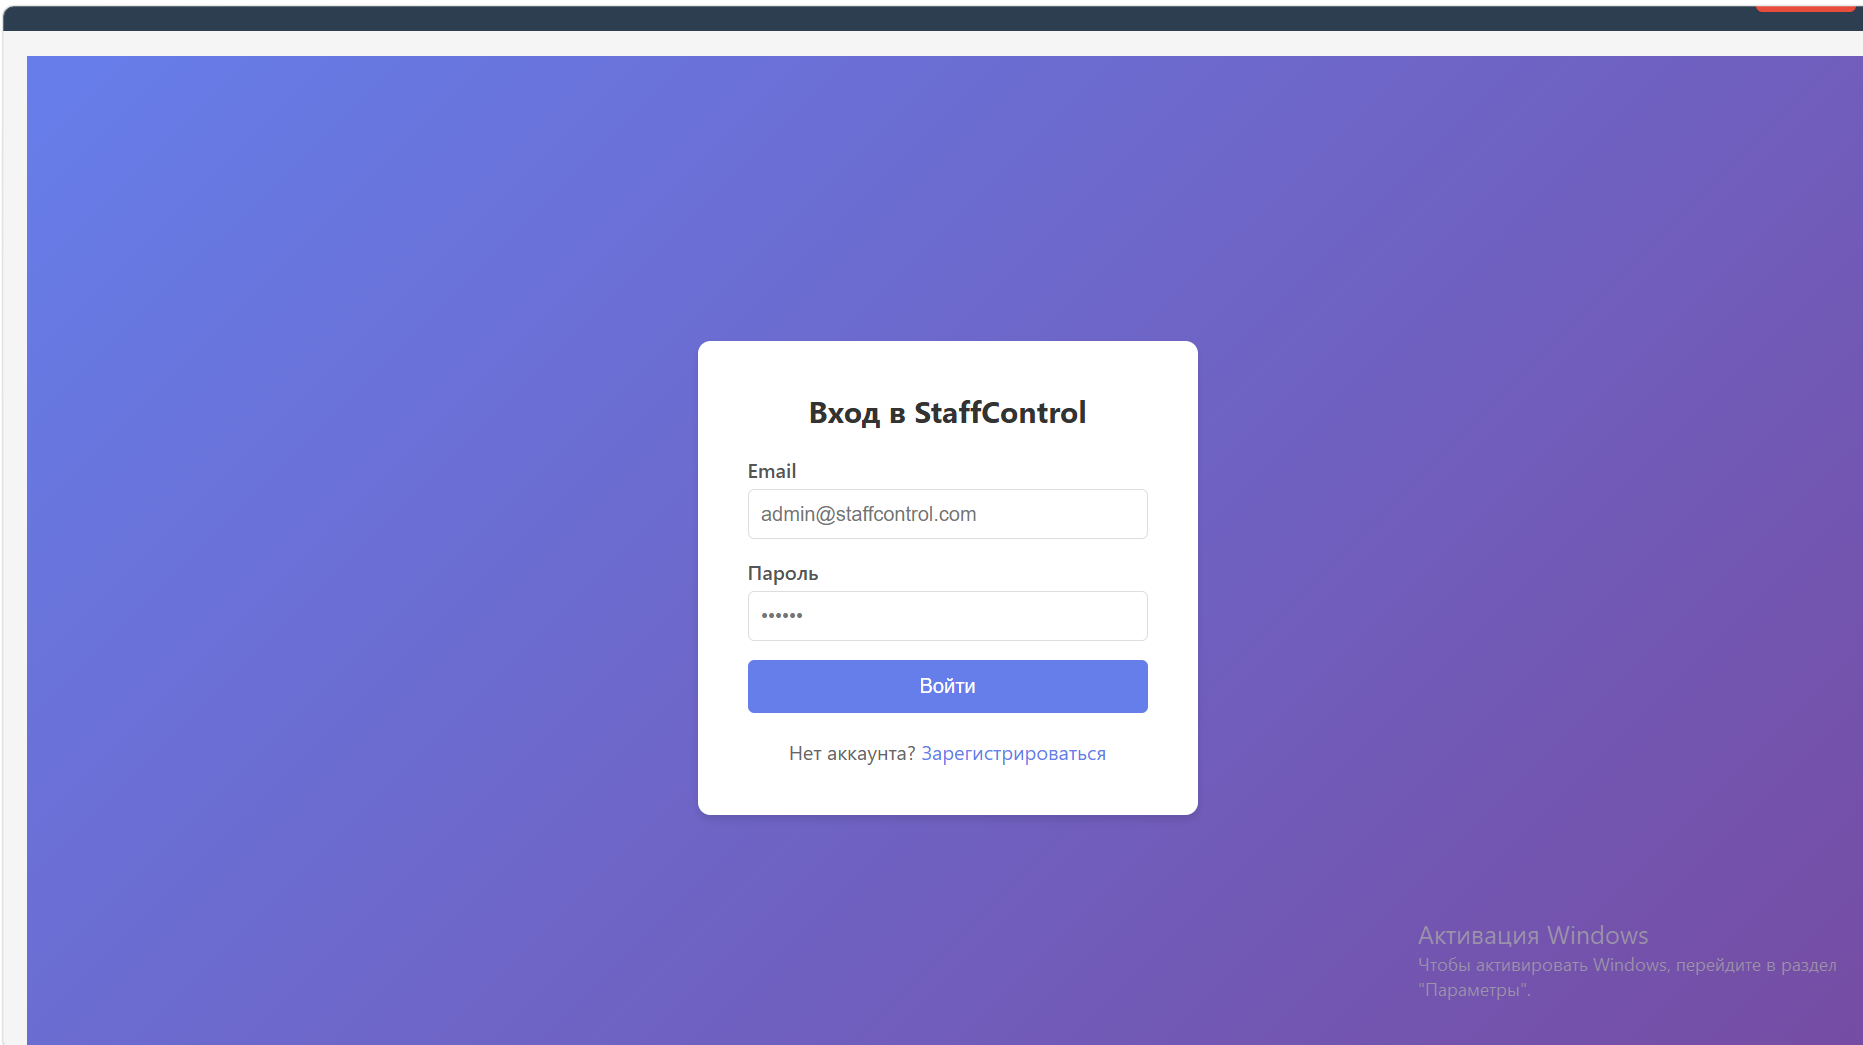 Вход в StaffControl
Email
admin@staffcontrol.com
Пароль
••••••
Войти
Нет аккаунта? Зарегистрироваться
Активация Windows
Чтобы активировать Windows, перейдите в раздел
"Параметры".